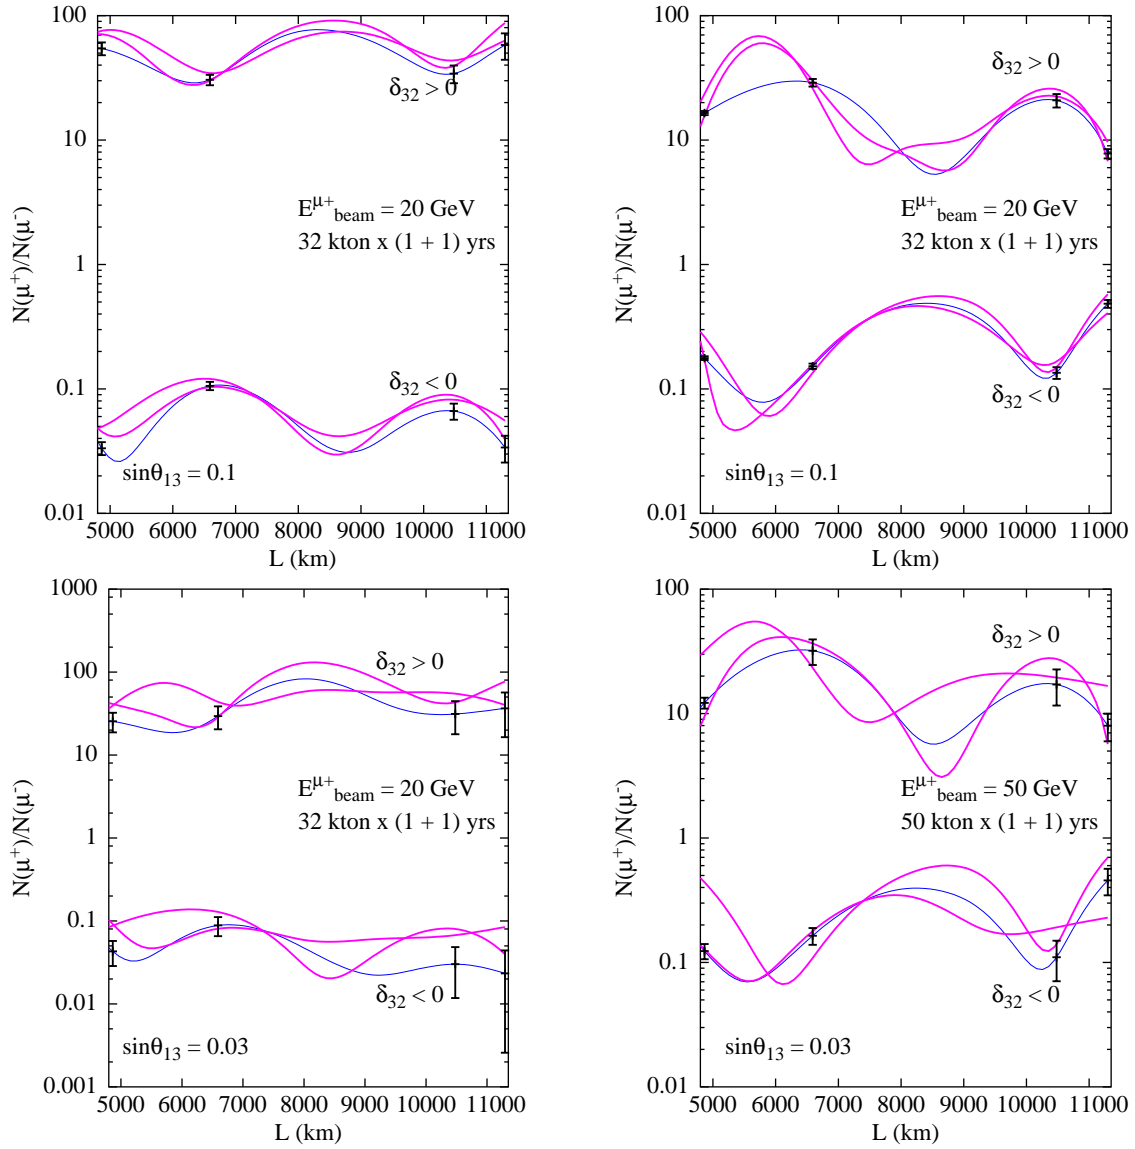 100
10
1
0.1
0.01
N(μ⁺)/N(μ⁻)
δ₃₂ > 0
E^μ+_beam = 20 GeV
32 kton x (1 + 1) yrs
δ₃₂ < 0
sinθ₁₃ = 0.1
5000 6000 7000 8000 9000 10000 11000
L (km)
100
10
1
0.1
0.01
N(μ⁺)/N(μ⁻)
δ₃₂ > 0
E^μ+_beam = 20 GeV
32 kton x (1 + 1) yrs
δ₃₂ < 0
sinθ₁₃ = 0.1
5000 6000 7000 8000 9000 10000 11000
L (km)
1000
100
10
1
0.1
0.01
0.001
N(μ⁺)/N(μ⁻)
δ₃₂ > 0
E^μ+_beam = 20 GeV
32 kton x (1 + 1) yrs
δ₃₂ < 0
sinθ₁₃ = 0.03
5000 6000 7000 8000 9000 10000 11000
L (km)
100
10
1
0.1
0.01
N(μ⁺)/N(μ⁻)
δ₃₂ > 0
E^μ+_beam = 50 GeV
50 kton x (1 + 1) yrs
δ₃₂ < 0
sinθ₁₃ = 0.03
5000 6000 7000 8000 9000 10000 11000
L (km)